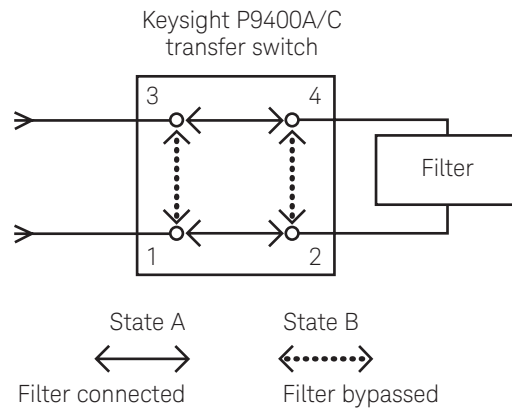 Keysight P9400A/C
transfer switch
3
4
Filter
1
2
State A
State B
Filter connected
Filter bypassed